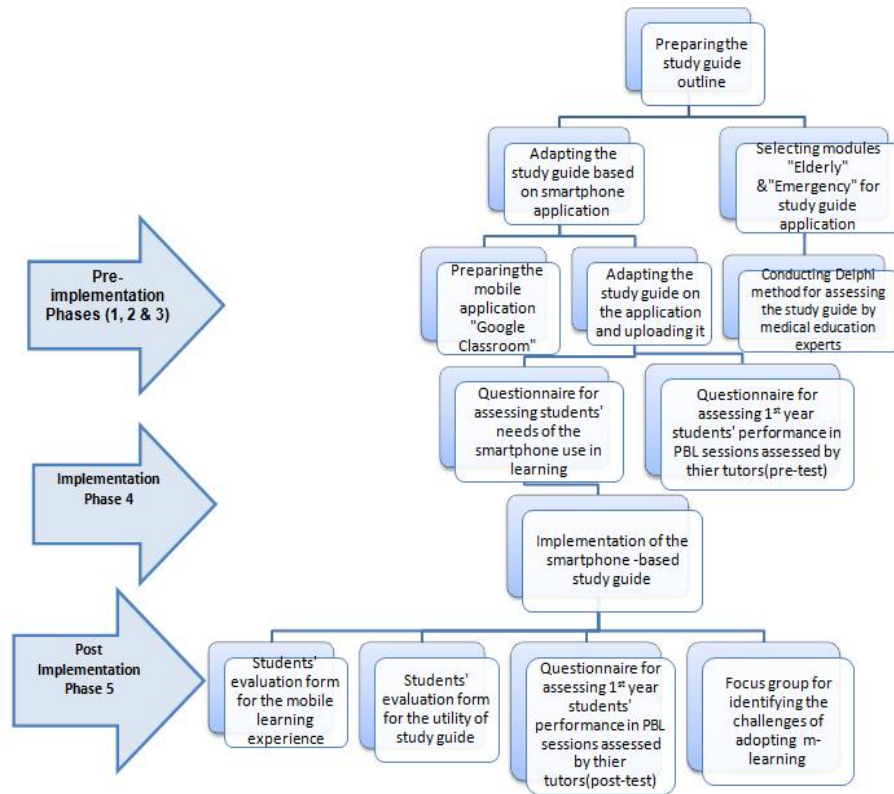 Preparing the
study guide
outline
Adapting the
study guide based
on smartphone
application
Selecting modules
"Elderly"
&"Emergency" for
study guide
application
Pre-
implementation
Phases (1, 2 & 3)
Preparing the
mobile
application
"Google
Classroom"
Adapting the
study guide on
the application
and uploading it
Conducting Delphi
method for assessing
the study guide by
medical education
experts
Questionnaire for
assessing students'
needs of the
smartphone use in
learning
Questionnaire for
assessing 1st year
students' performance in
PBL sessions assessed by
thier tutors(pre-test)
Implementation
Phase 4
Implementation of the
smartphone -based
study guide
Post
Implementation
Phase 5
Students'
evaluation form
for the mobile
learning
experience
Students'
evaluation form
for the utility of
study guide
Questionnaire for
assessing 1st year
students'
performance in PBL
sessions assessed
by thier
tutors(post-test)
Focus group for
identifying the
challenges of
adopting m-
learning